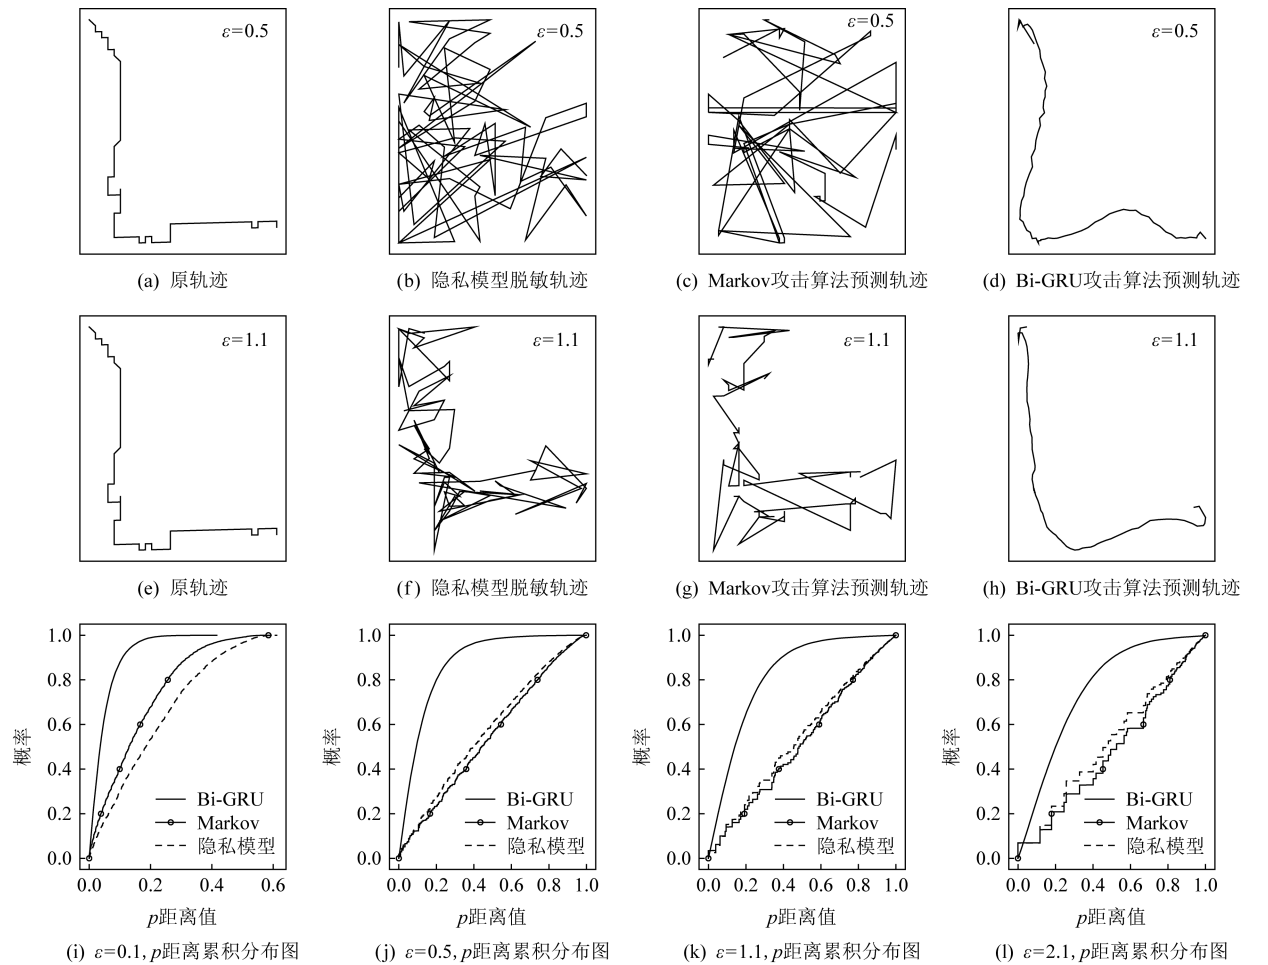 ε=0.5
ε=0.5
ε=0.5
ε=0.5
(a) 原轨迹
(b) 隐私模型脱敏轨迹
(c) Markov攻击算法预测轨迹
(d) Bi-GRU攻击算法预测轨迹
ε=1.1
ε=1.1
ε=1.1
ε=1.1
(e) 原轨迹
(f) 隐私模型脱敏轨迹
(g) Markov攻击算法预测轨迹
(h) Bi-GRU攻击算法预测轨迹
概率
1.0
0.8
0.6
0.4
0.2
0.0
Bi-GRU
Markov
隐私模型
0.0 0.2 0.4 0.6
p距离值
(i) ε=0.1, p距离累积分布图
概率
1.0
0.8
0.6
0.4
0.2
0.0
Bi-GRU
Markov
隐私模型
0.0 0.2 0.4 0.6 0.8 1.0
p距离值
(j) ε=0.5, p距离累积分布图
概率
1.0
0.8
0.6
0.4
0.2
0.0
Bi-GRU
Markov
隐私模型
0.0 0.2 0.4 0.6 0.8 1.0
p距离值
(k) ε=1.1, p距离累积分布图
概率
1.0
0.8
0.6
0.4
0.2
0.0
Bi-GRU
Markov
隐私模型
0.0 0.2 0.4 0.6 0.8 1.0
p距离值
(l) ε=2.1, p距离累积分布图